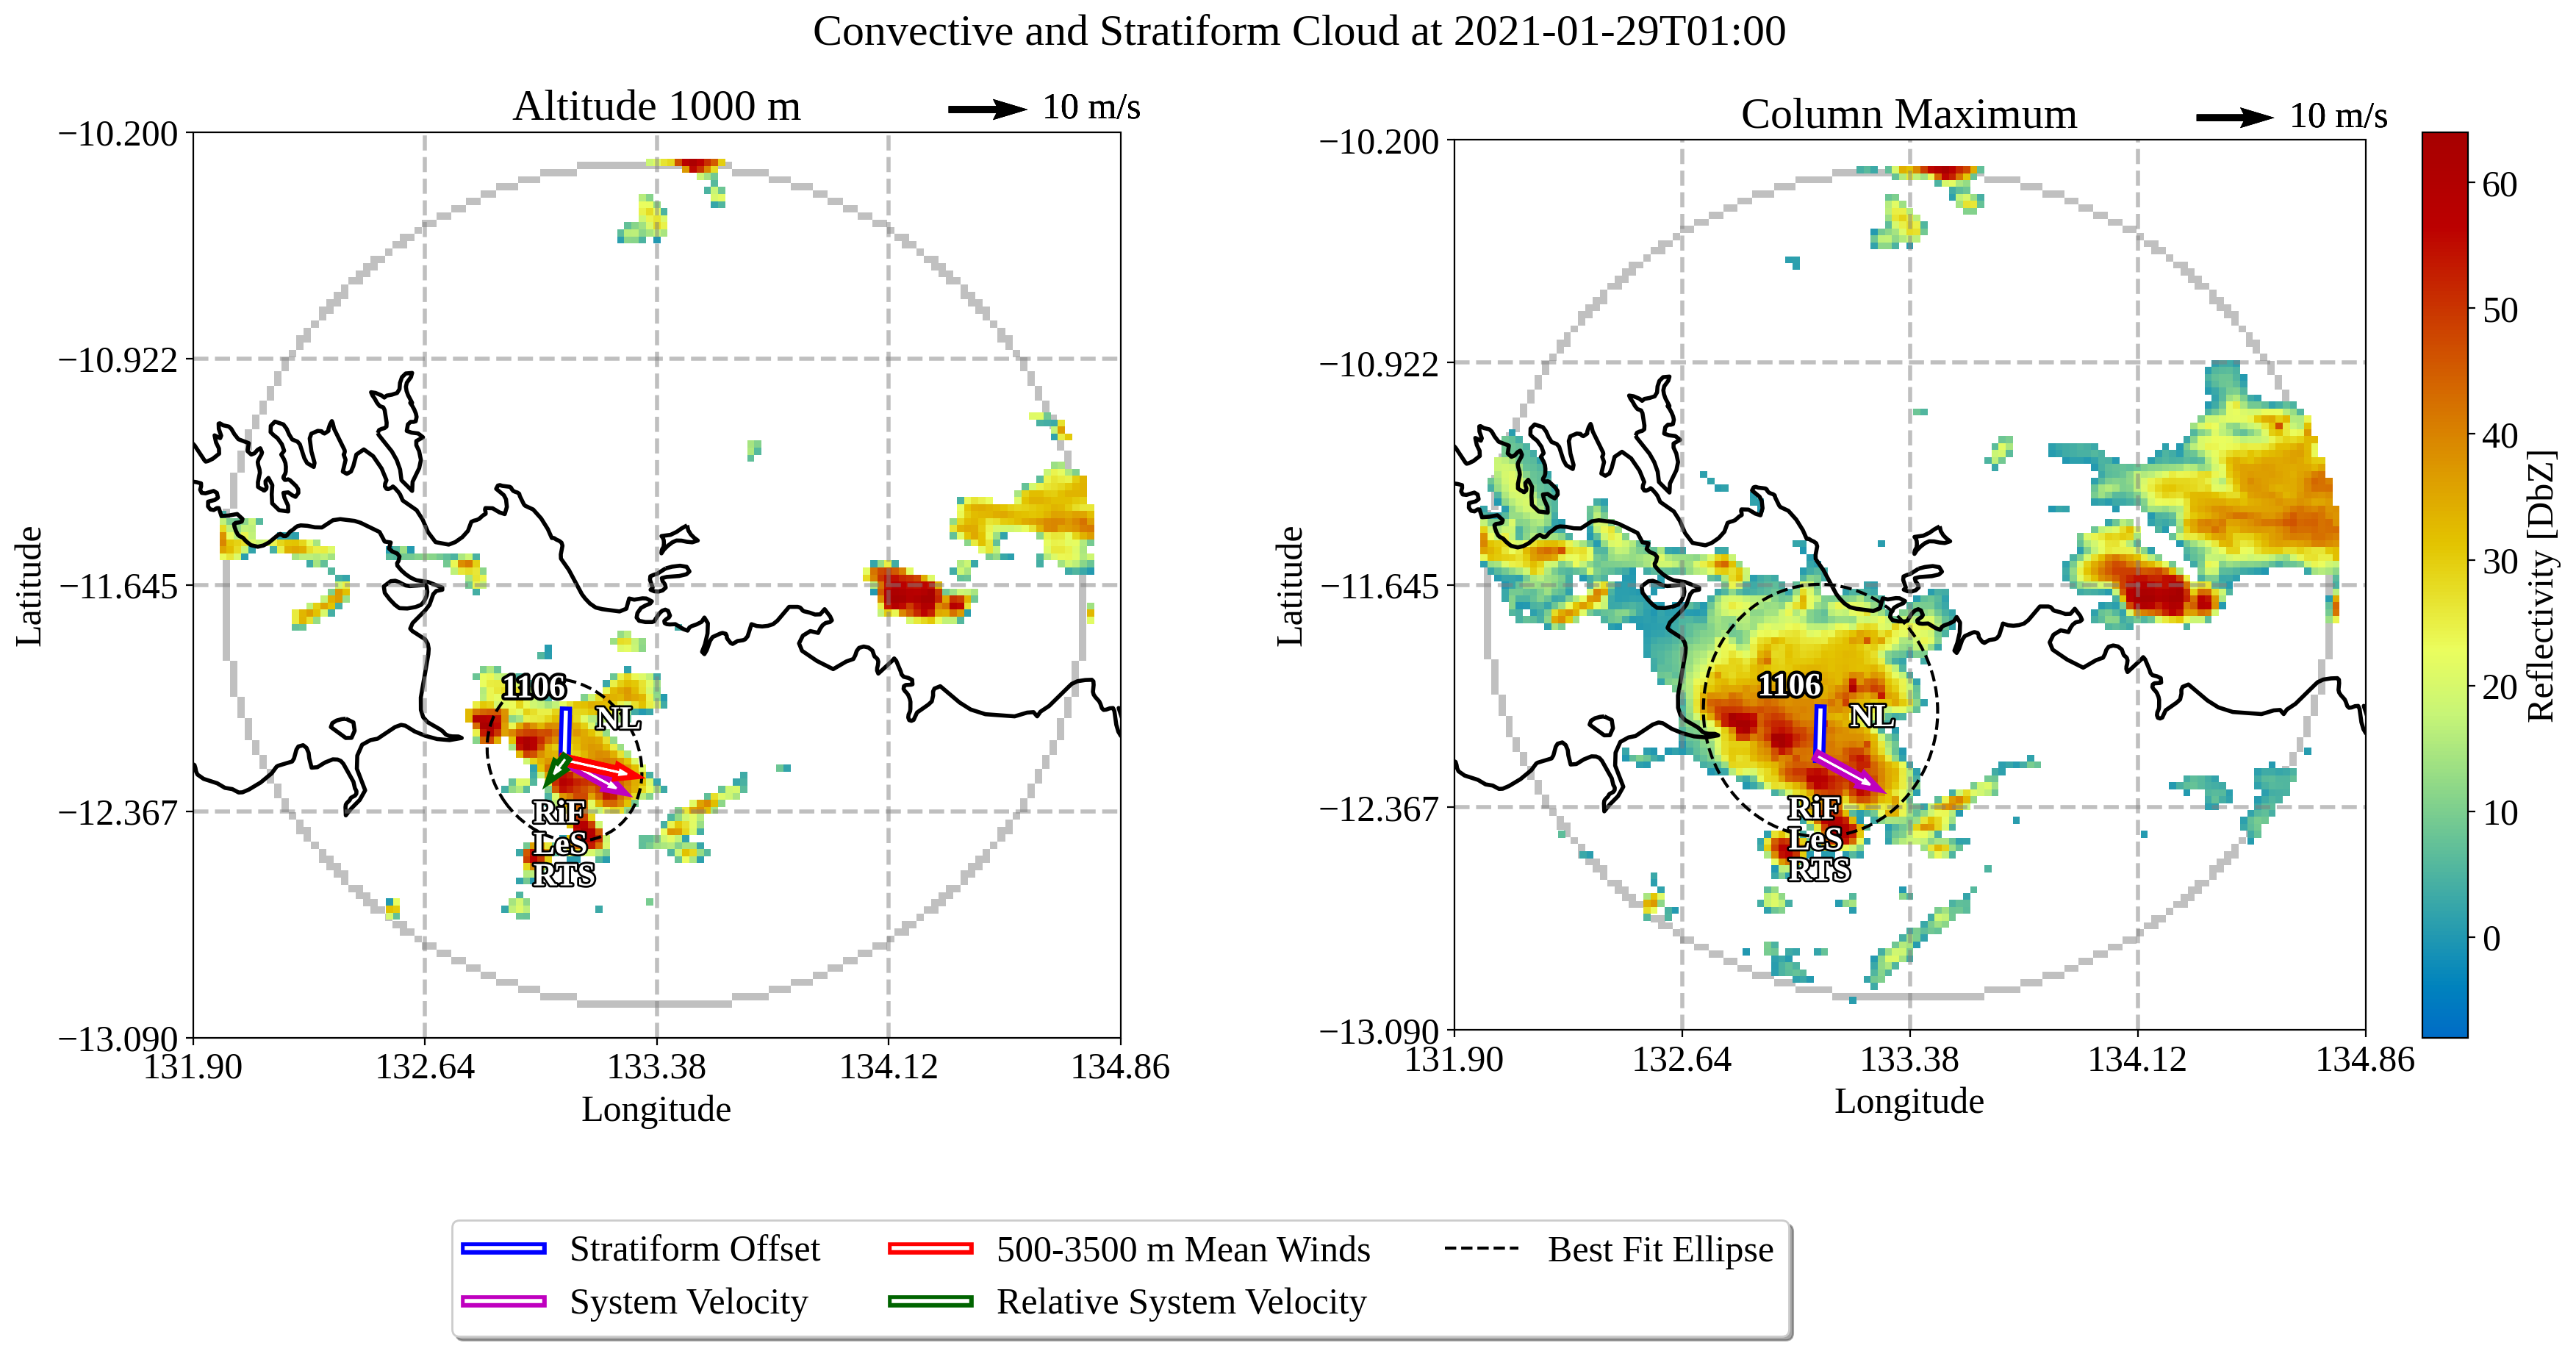 Convective and Stratiform Cloud at 2021-01-29T01:00
Altitude 1000 m
10 m/s
−10.200
−10.922
−11.645
−12.367
−13.090
Latitude
1106
NL
RiF
LeS
RTS
131.90
132.64
133.38
134.12
134.86
Longitude
Column Maximum
10 m/s
−10.200
−10.922
−11.645
−12.367
−13.090
Latitude
1106
NL
RiF
LeS
RTS
131.90
132.64
133.38
134.12
134.86
Longitude
60
50
40
30
20
10
0
Reflectivity [DbZ]
Stratiform Offset
500-3500 m Mean Winds
Best Fit Ellipse
System Velocity
Relative System Velocity